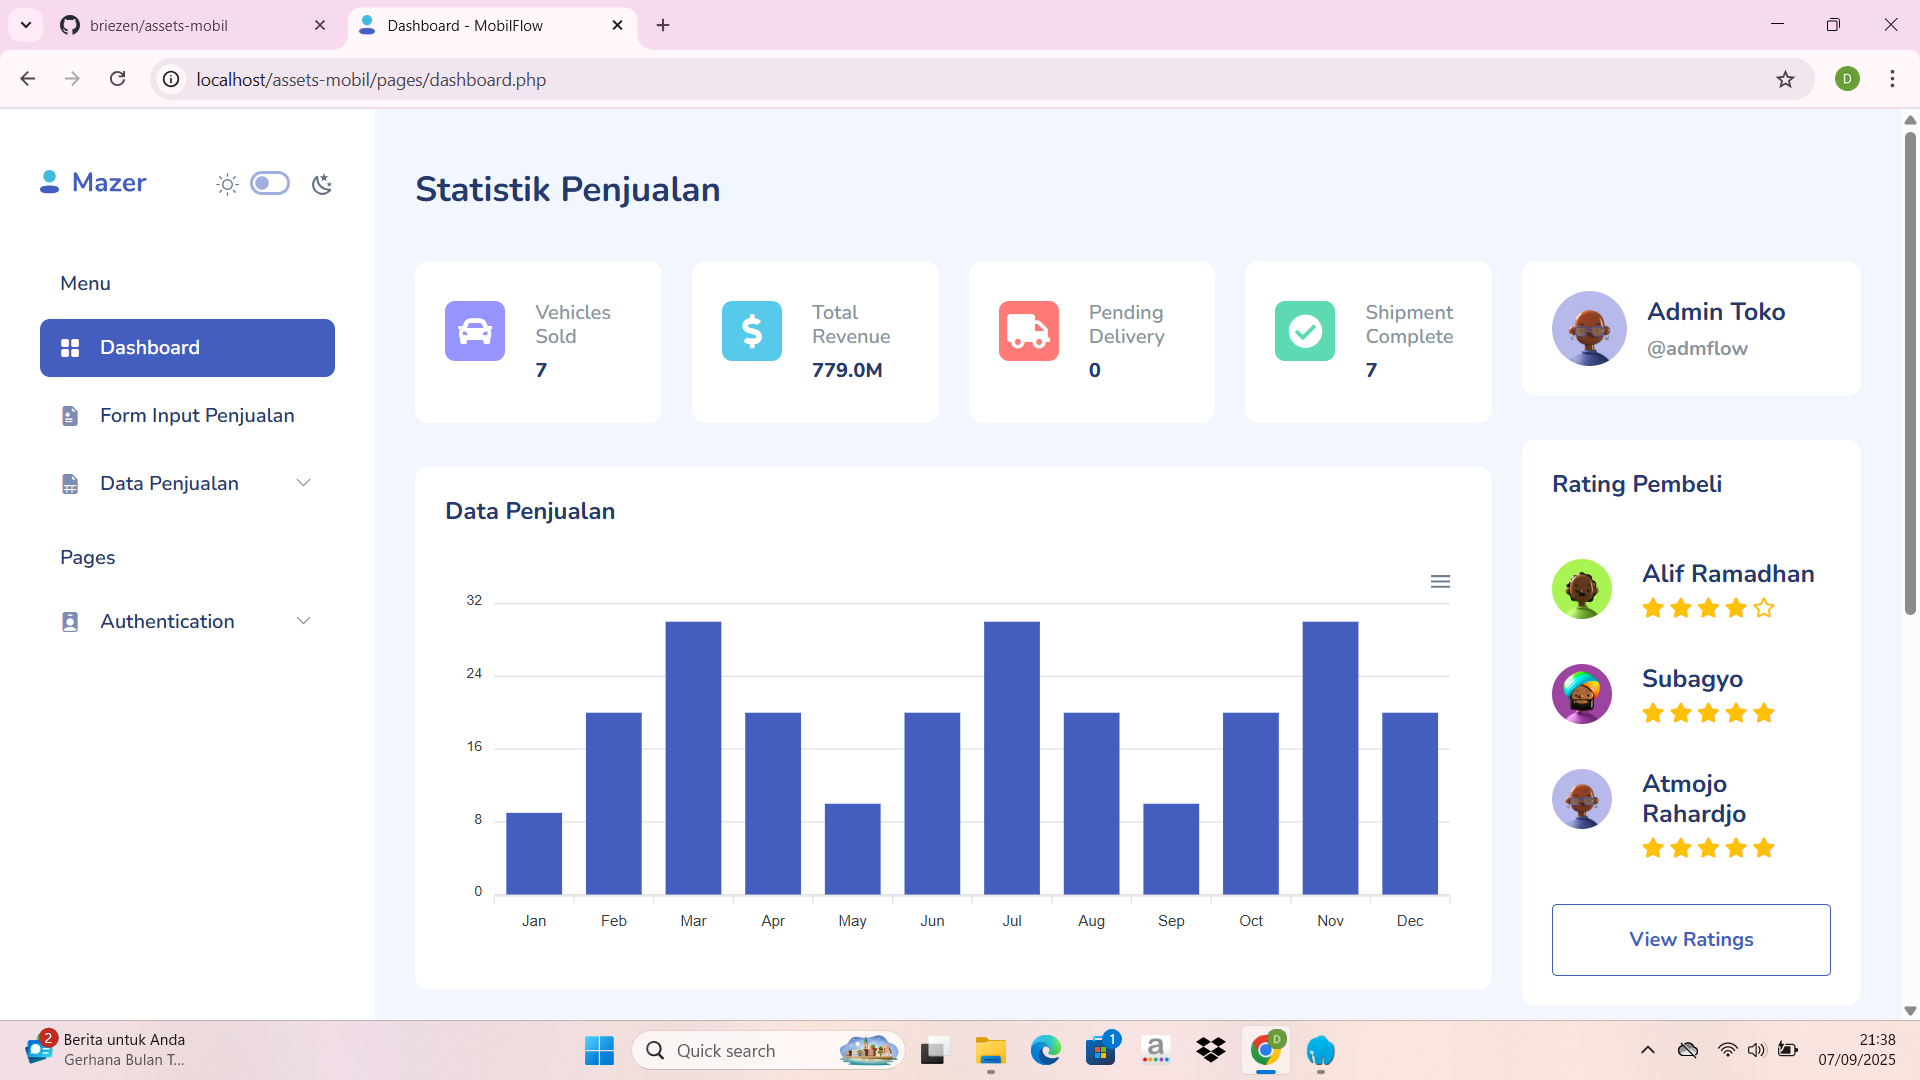 briezen/assets-mobil
Dashboard - MobilFlow
localhost/assets-mobil/pages/dashboard.php
D
Mazer
Menu
Dashboard
Form Input Penjualan
Data Penjualan
Pages
Authentication
Statistik Penjualan
Vehicles
Sold
7
Total
Revenue
779.0M
Pending
Delivery
0
Shipment
Complete
7
Admin Toko
@admflow
Data Penjualan
32
24
16
8
0
Jan Feb Mar Apr May Jun Jul Aug Sep Oct Nov Dec
Rating Pembeli
Alif Ramadhan
Subagyo
Atmojo
Rahardjo
View Ratings
2
Berita untuk Anda
Gerhana Bulan T...
Quick search
1
a
D
21:38
07/09/2025